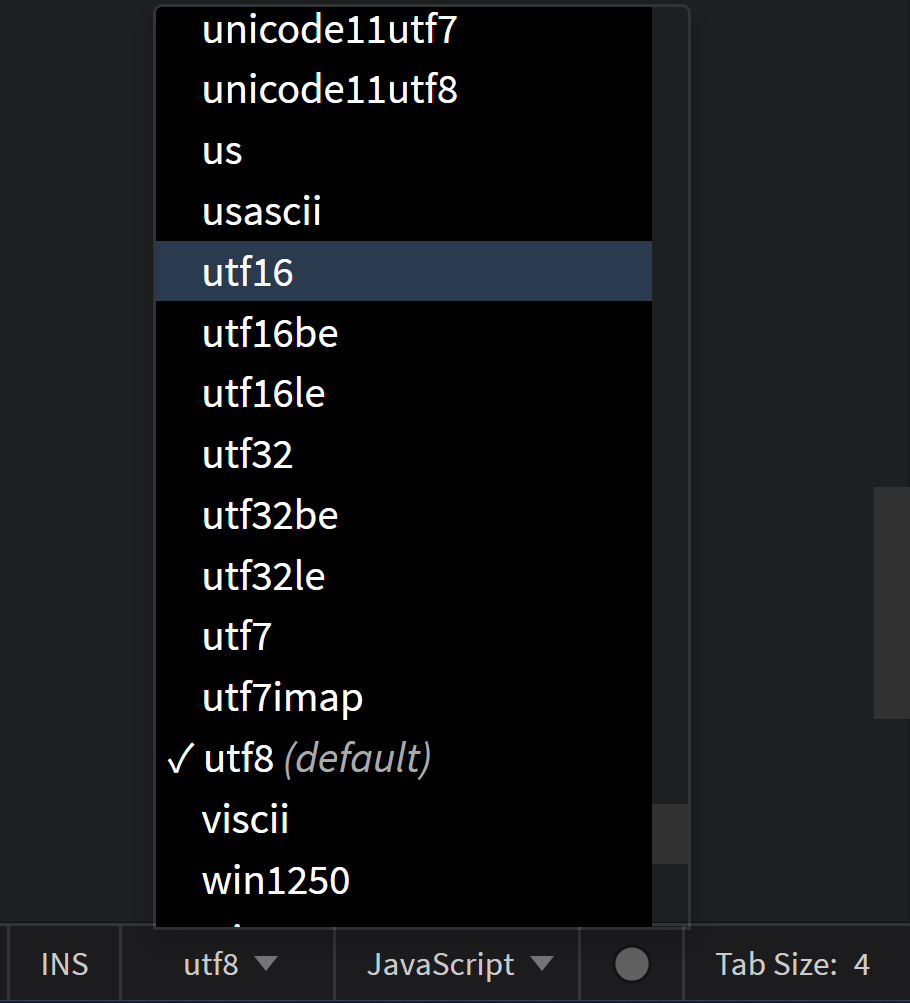 unicode11utf7
unicode11utf8
us
usascii
utf16
utf16be
utf16le
utf32
utf32be
utf32le
utf7
utf7imap
✓ utf8 (default)
viscii
win1250
INS utf8 JavaScript Tab Size: 4